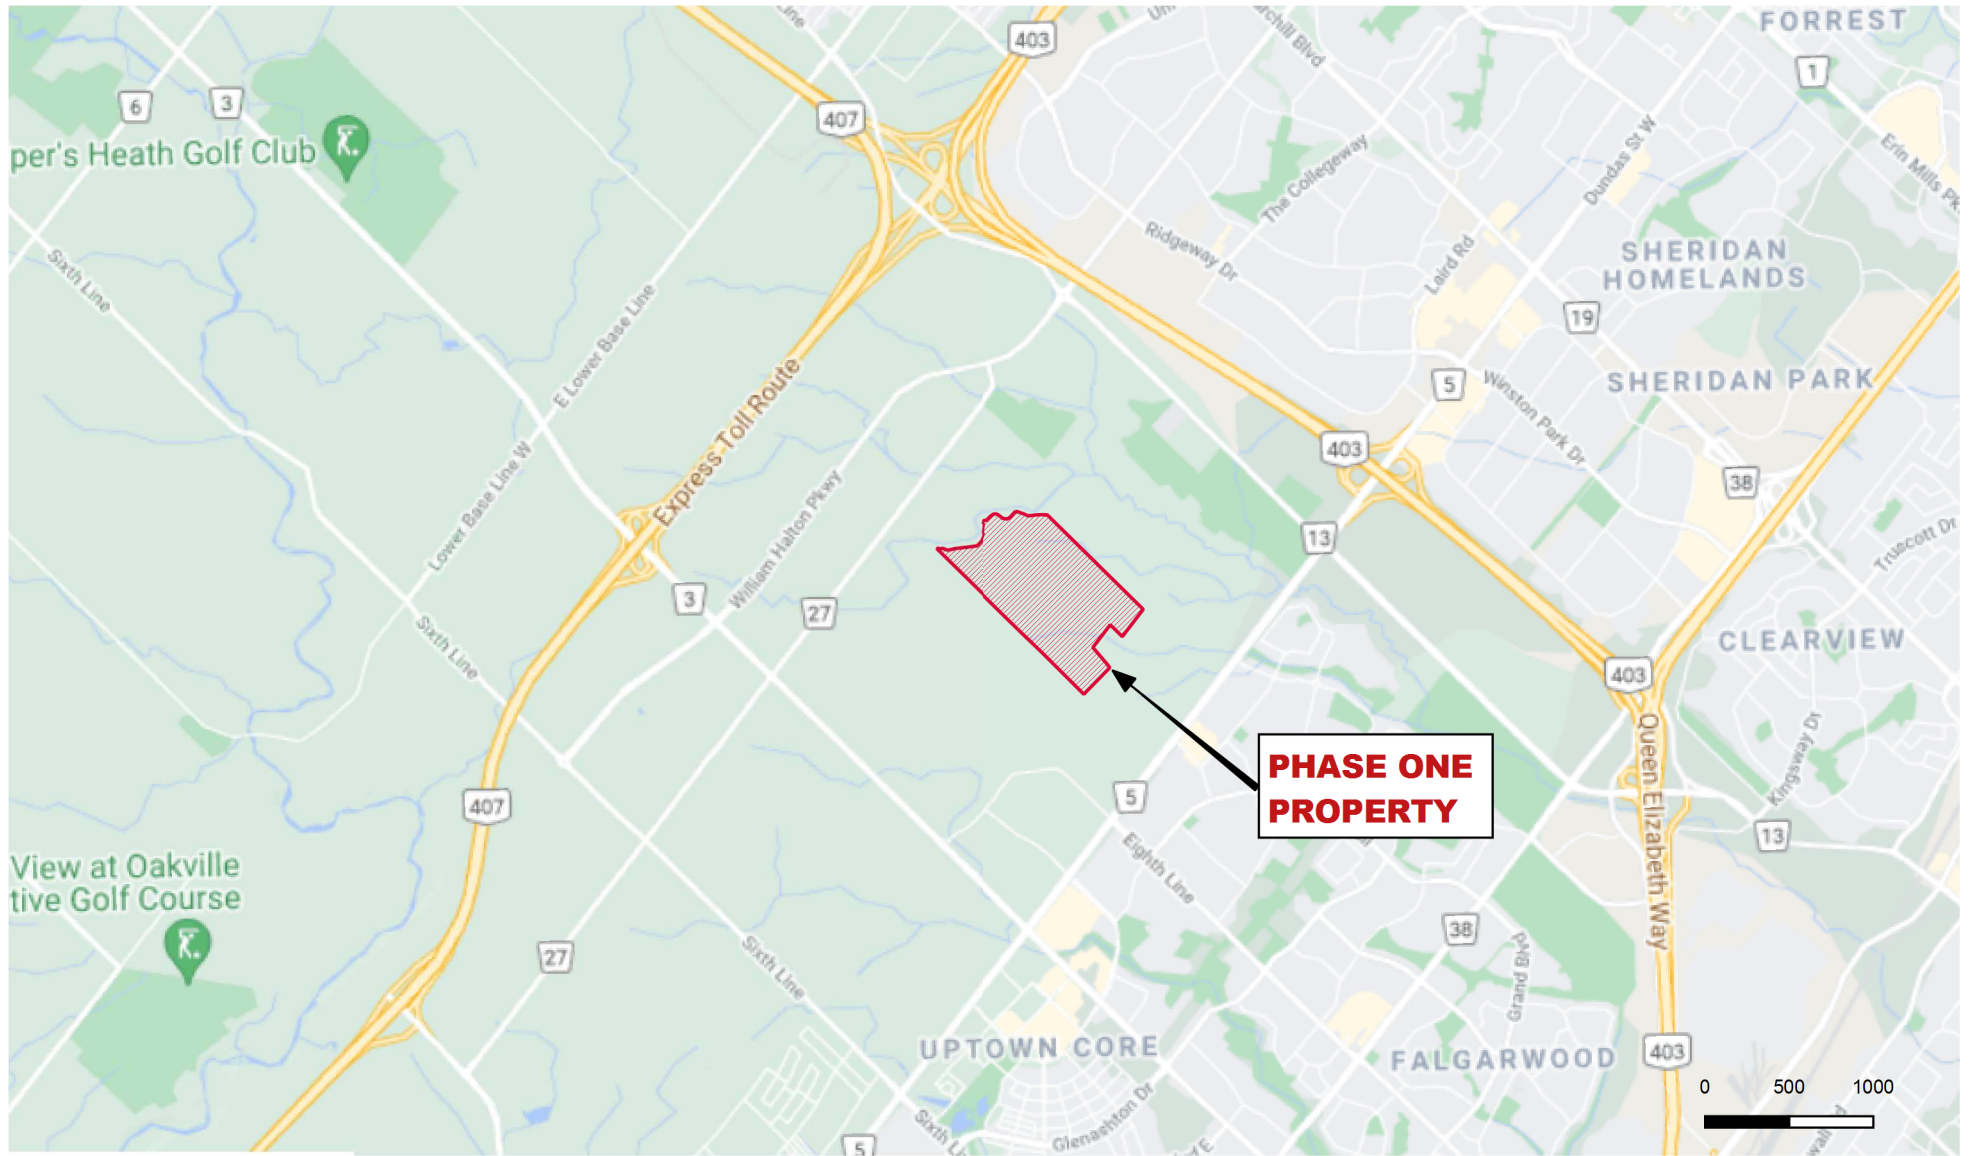 403
FORREST
Line
1
6
3
407
per's Heath Golf Club
Dundas St W
Erin Mills
The Collegeway
Ridgeway Dr
Laird Rd
SHERIDAN
HOMELANDS
Sixth Line
E Lower Base Line
19
Express Toll Route
5
Winston Park Dr
SHERIDAN PARK
403
38
Lower Base Line W
William Halton Pkwy
13
Truscott Dr
3
27
Sixth Line
CLEARVIEW
403
PHASE ONE
PROPERTY
Queen Elizabeth Way
Kingsway Dr
407
5
13
Eighth Line
View at Oakville
tive Golf Course
38
27
Sixth Line
Grand Blvd
UPTOWN CORE
FALGARWOOD
403
0 500 1000
Glenashton Dr
Sixth
5